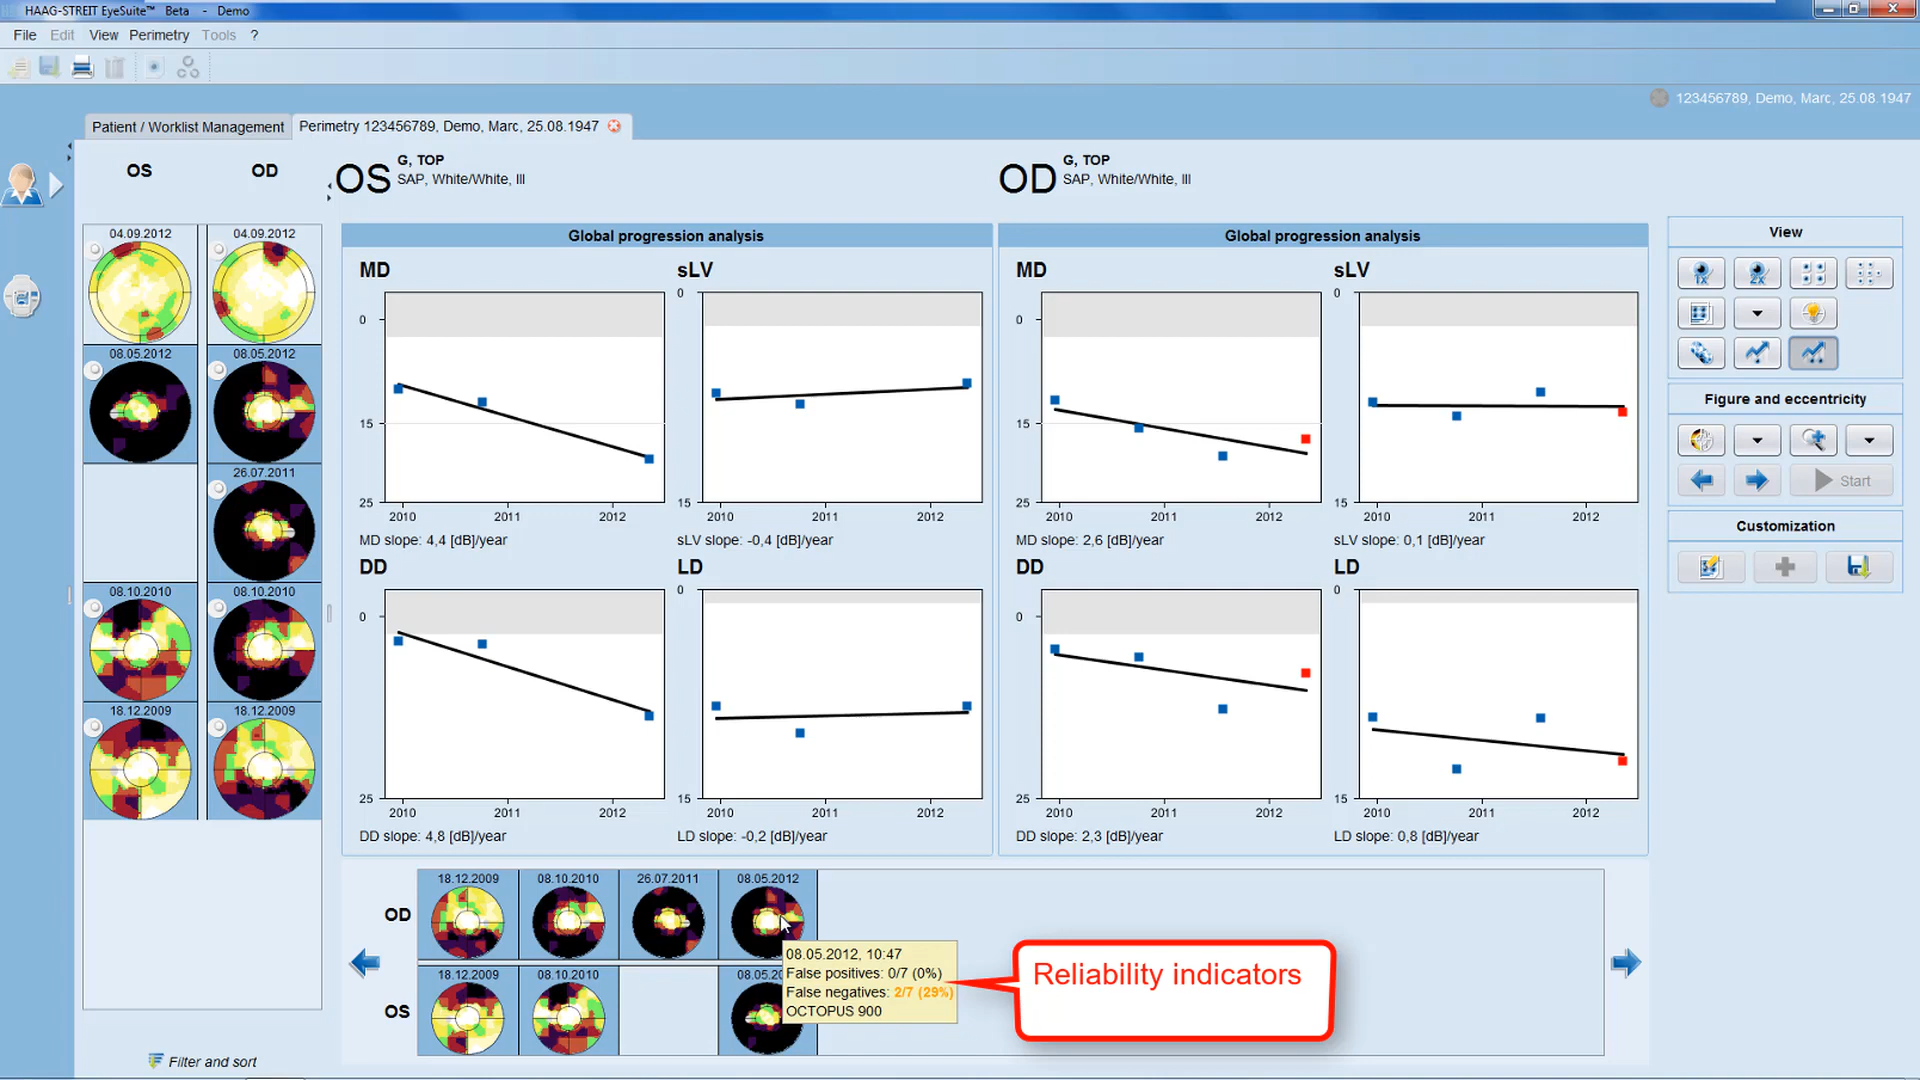 HAAG-STREIT EyeSuite™ Beta - Demo
File Edit View Perimetry Tools ?
123456789, Demo, Marc, 25.08.1947
Patient / Worklist Management
Perimetry 123456789, Demo, Marc, 25.08.1947
OS OD
04.09.2012 04.09.2012
08.05.2012 08.05.2012
26.07.2011
08.10.2010 08.10.2010
18.12.2009 18.12.2009
Filter and sort
OS
G, TOP
SAP, White/White, III
Global progression analysis
MD
0
15
25
2010 2011 2012
MD slope: 4,4 [dB]/year
sLV
0
15
2010 2011 2012
sLV slope: -0,4 [dB]/year
DD
0
25
2010 2011 2012
DD slope: 4,8 [dB]/year
LD
0
15
2010 2011 2012
LD slope: -0,2 [dB]/year
OD
G, TOP
SAP, White/White, III
Global progression analysis
MD
0
15
25
2010 2011 2012
MD slope: 2,6 [dB]/year
sLV
0
15
2010 2011 2012
sLV slope: 0,1 [dB]/year
DD
0
25
2010 2011 2012
DD slope: 2,3 [dB]/year
LD
0
15
2010 2011 2012
LD slope: 0,8 [dB]/year
View
1x 2x
Figure and eccentricity
Start
Customization
OD
18.12.2009 08.10.2010 26.07.2011 08.05.2012
OS
18.12.2009 08.10.2010 08.05.20
08.05.2012, 10:47
False positives: 0/7 (0%)
False negatives: 2/7 (29%)
OCTOPUS 900
Reliability indicators